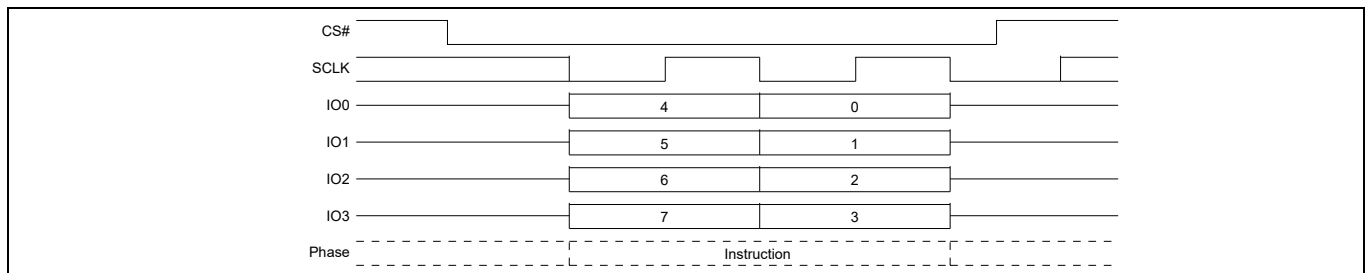 CS#
SCLK
IO0 4 0
IO1 5 1
IO2 6 2
IO3 7 3
Phase Instruction